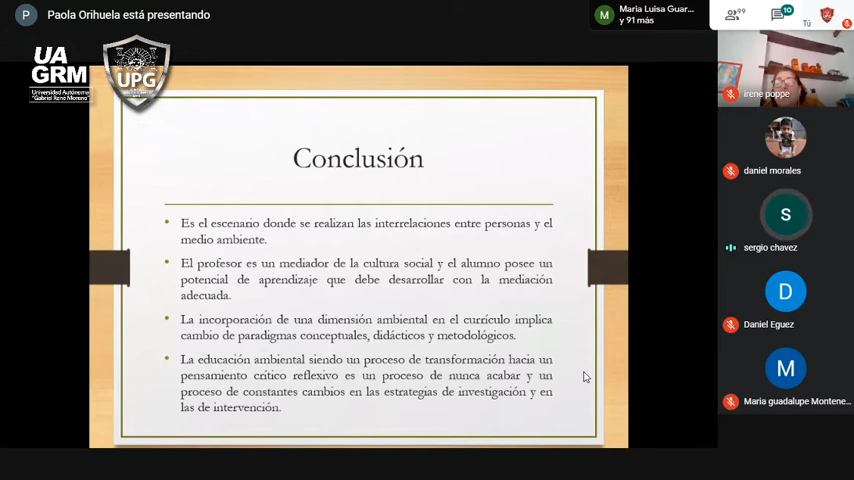 P
Paola Orihuela está presentando
M
Maria Luisa Guar...
y 91 más
99
10
Tú
UA
GRM
Universidad Autónoma
"Gabriel René Moreno"
UPG
irene poppe
Conclusión
daniel morales
• Es el escenario donde se realizan las interrelaciones entre personas y el
medio ambiente.
S
sergio chavez
• El profesor es un mediador de la cultura social y el alumno posee un
potencial de aprendizaje que debe desarrollar con la mediación
adecuada.
D
Daniel Eguez
• La incorporación de una dimensión ambiental en el currículo implica
cambio de paradigmas conceptuales, didácticos y metodológicos.
• La educación ambiental siendo un proceso de transformación hacia un
pensamiento crítico reflexivo es un proceso de nunca acabar y un
proceso de constantes cambios en las estrategias de investigación y en
las de intervención.
M
Maria guadalupe Montene...